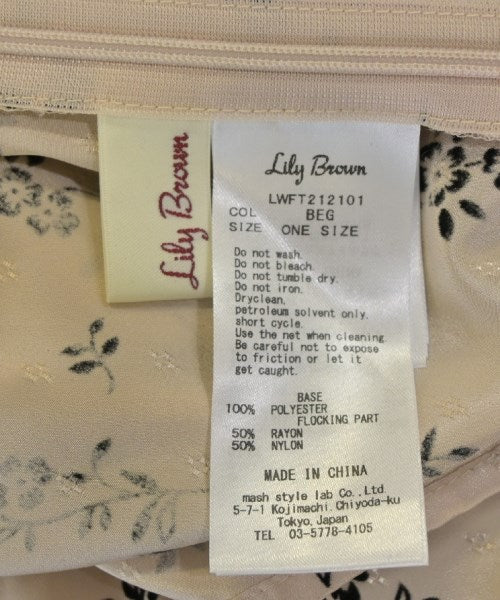 Lily Brown
Lily Brown
LWFT212101
COL BEG
SIZE ONE SIZE
Do not wash.
Do not bleach.
Do not tumble dry.
Do not iron.
Dryclean,
petroleum solvent only.
short cycle.
Use the net when cleaning.
Be careful not to expose
to friction or let it
get caught.
BASE
100% POLYESTER
FLOCKING PART
50% RAYON
50% NYLON
MADE IN CHINA
mash style lab Co., Ltd.
5-7-1 Kojimachi, Chiyoda-ku
Tokyo, Japan
TEL 03-5778-4105